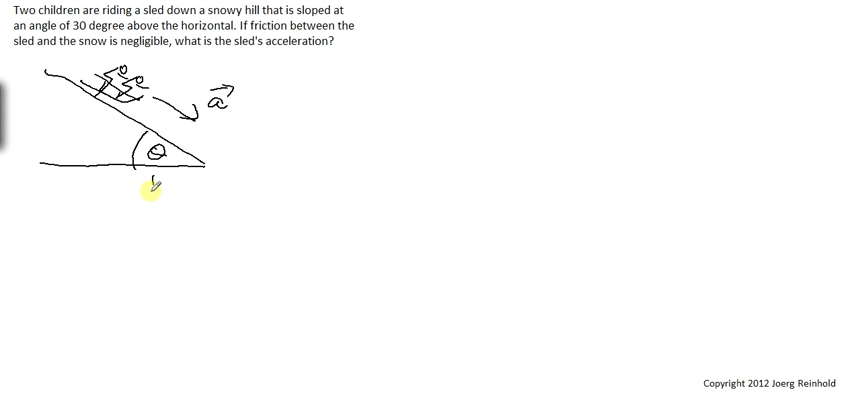 Two children are riding a sled down a snowy hill that is sloped at
an angle of 30 degree above the horizontal. If friction between the
sled and the snow is negligible, what is the sled's acceleration?
a
θ
Copyright 2012 Joerg Reinhold